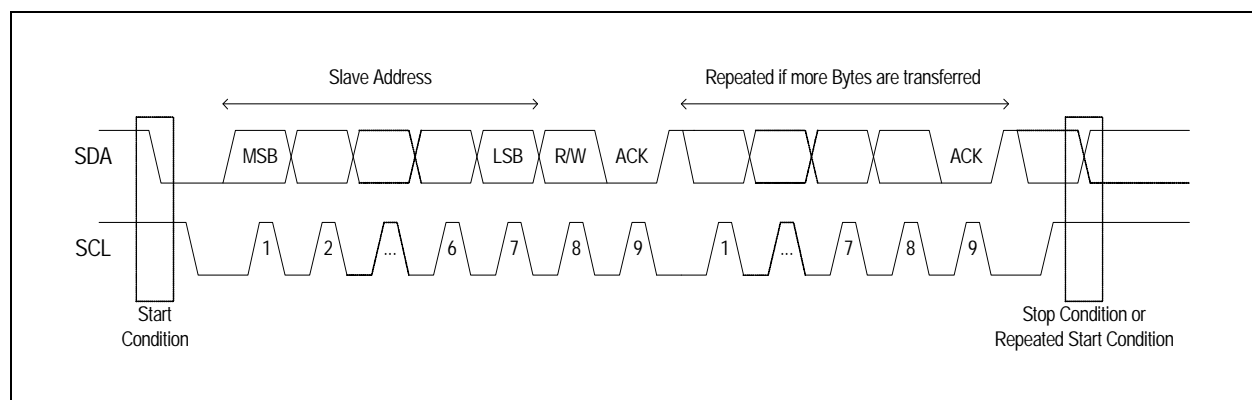 Slave Address
Repeated if more Bytes are transferred
SDA
MSB
LSB
R/W
ACK
ACK
SCL
1
2
...
6
7
8
9
1
...
7
8
9
Start
Condition
Stop Condition or
Repeated Start Condition